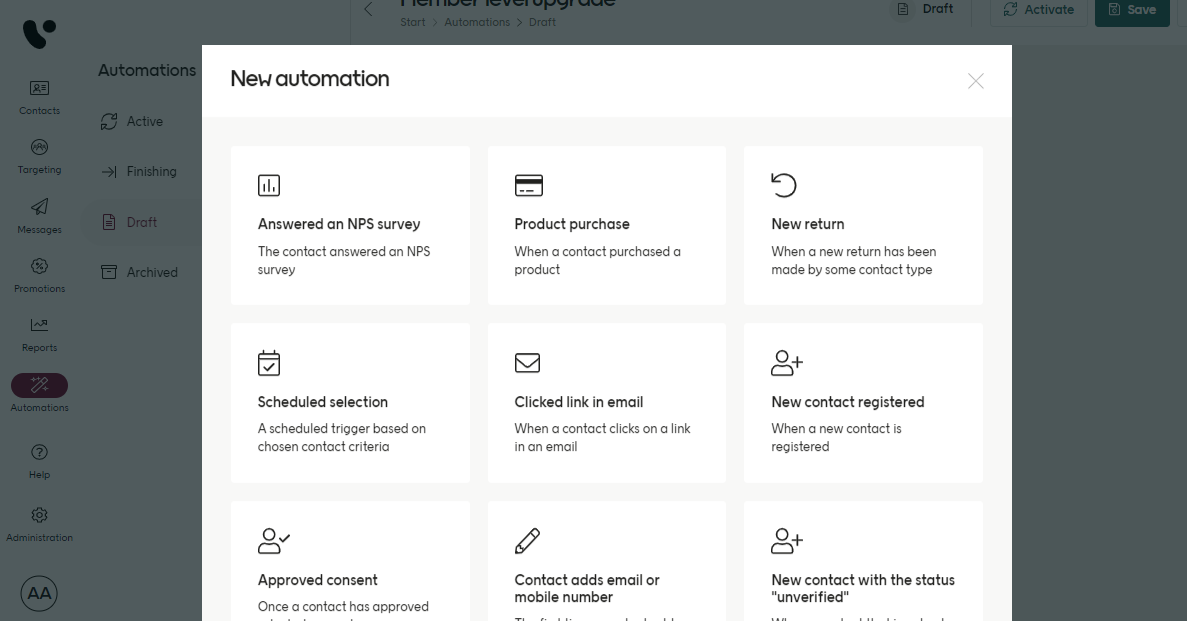 Member level upgrade
Start > Automations > Draft
Draft
Activate
Save
Contacts
Targeting
Messages
Promotions
Reports
Automations
Help
Administration
AA
Automations
Active
Finishing
Draft
Archived
New automation
Answered an NPS survey
The contact answered an NPS
survey
Product purchase
When a contact purchased a
product
New return
When a new return has been
made by some contact type
Scheduled selection
A scheduled trigger based on
chosen contact criteria
Clicked link in email
When a contact clicks on a link
in an email
New contact registered
When a new contact is
registered
Approved consent
Once a contact has approved
Contact adds email or
mobile number
New contact with the status
"unverified"